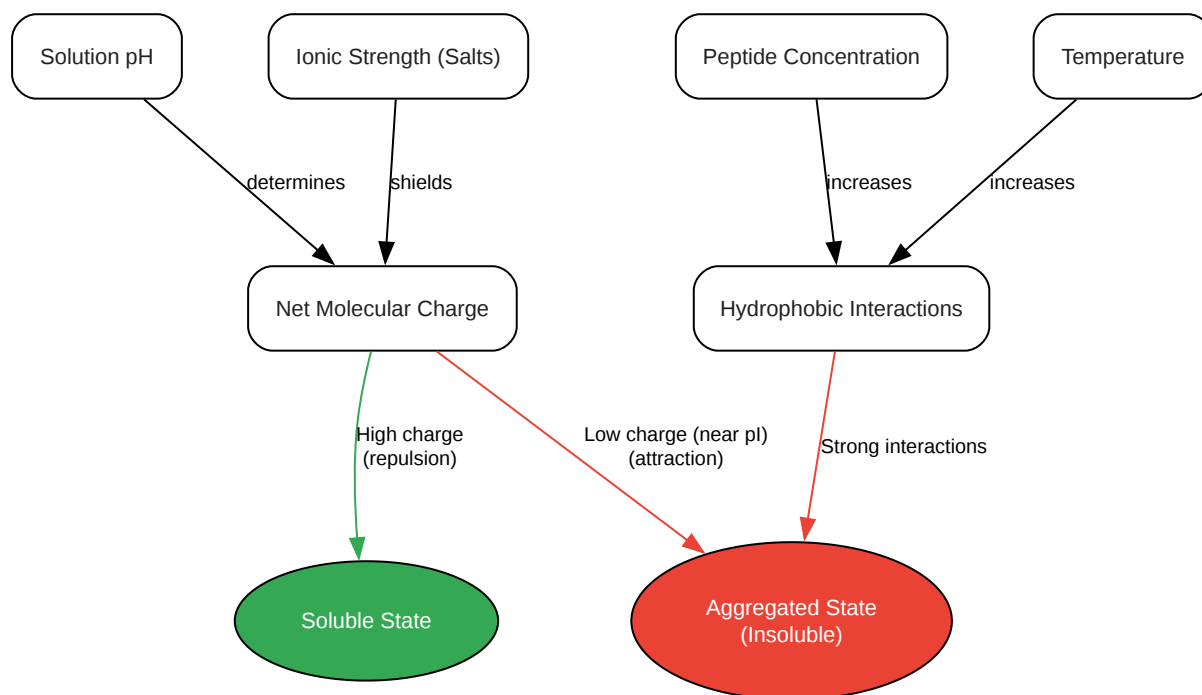 Solution pH
Ionic Strength (Salts)
Peptide Concentration
Temperature
determines
shields
increases
increases
Net Molecular Charge
Hydrophobic Interactions
High charge
(repulsion)
Low charge (near pI)
(attraction)
Strong interactions
Soluble State
Aggregated State
(Insoluble)